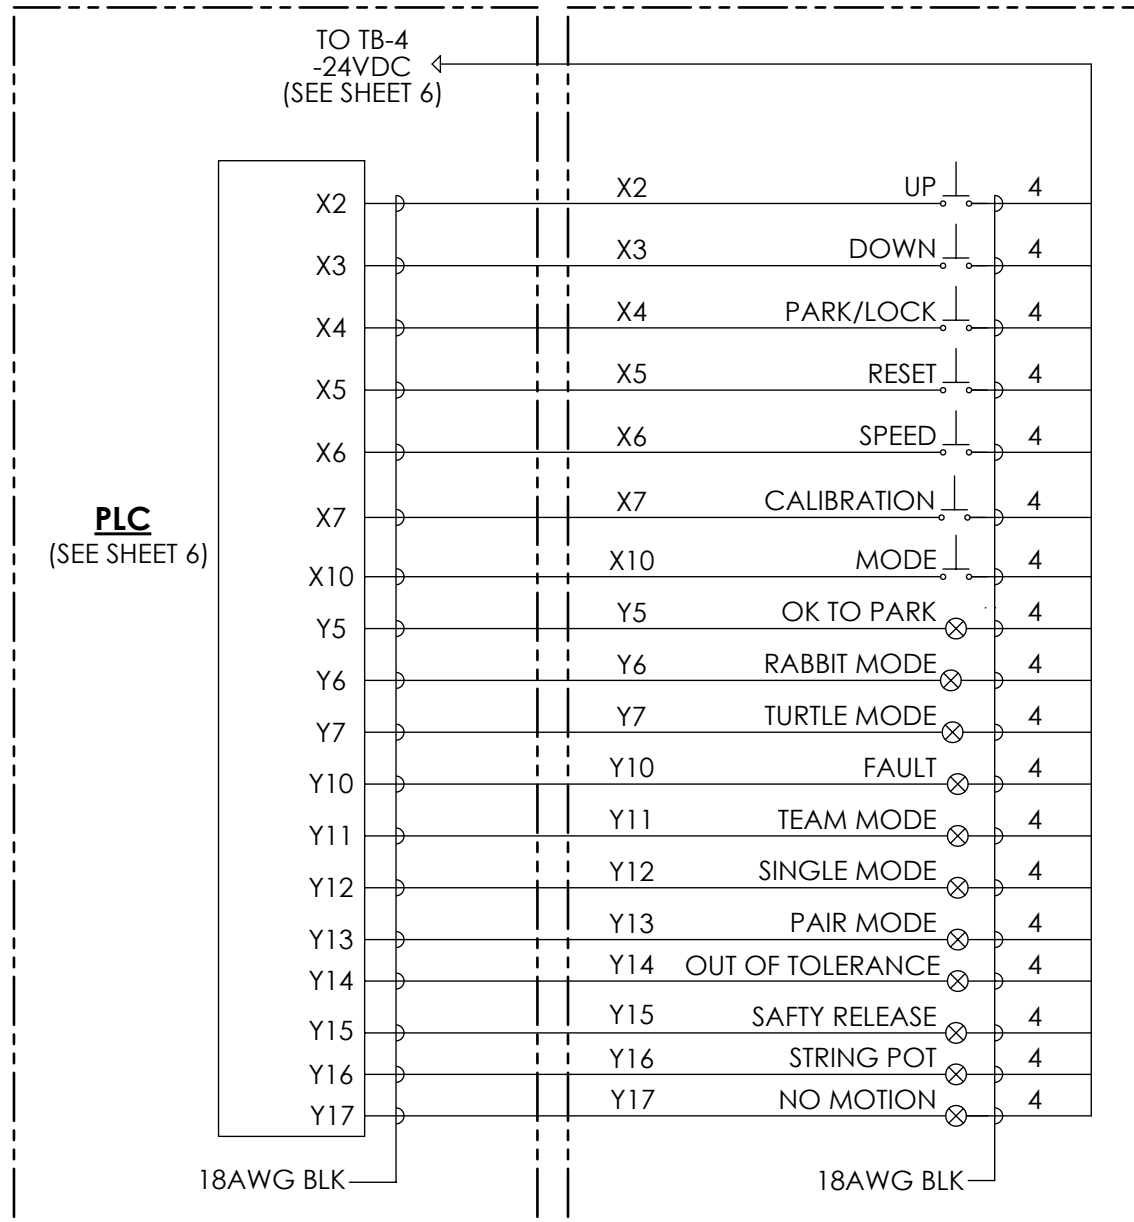 TO TB-4
-24VDC
(SEE SHEET 6)
X2 X2 UP 4
X3 X3 DOWN 4
X4 X4 PARK/LOCK 4
X5 X5 RESET 4
X6 X6 SPEED 4
PLC
(SEE SHEET 6)
X7 X7 CALIBRATION 4
X10 X10 MODE 4
Y5 Y5 OK TO PARK 4
Y6 Y6 RABBIT MODE 4
Y7 Y7 TURTLE MODE 4
Y10 Y10 FAULT 4
Y11 Y11 TEAM MODE 4
Y12 Y12 SINGLE MODE 4
Y13 Y13 PAIR MODE 4
Y14 Y14 OUT OF TOLERANCE 4
Y15 Y15 SAFTY RELEASE 4
Y16 Y16 STRING POT 4
Y17 Y17 NO MOTION 4
18AWG BLK 18AWG BLK